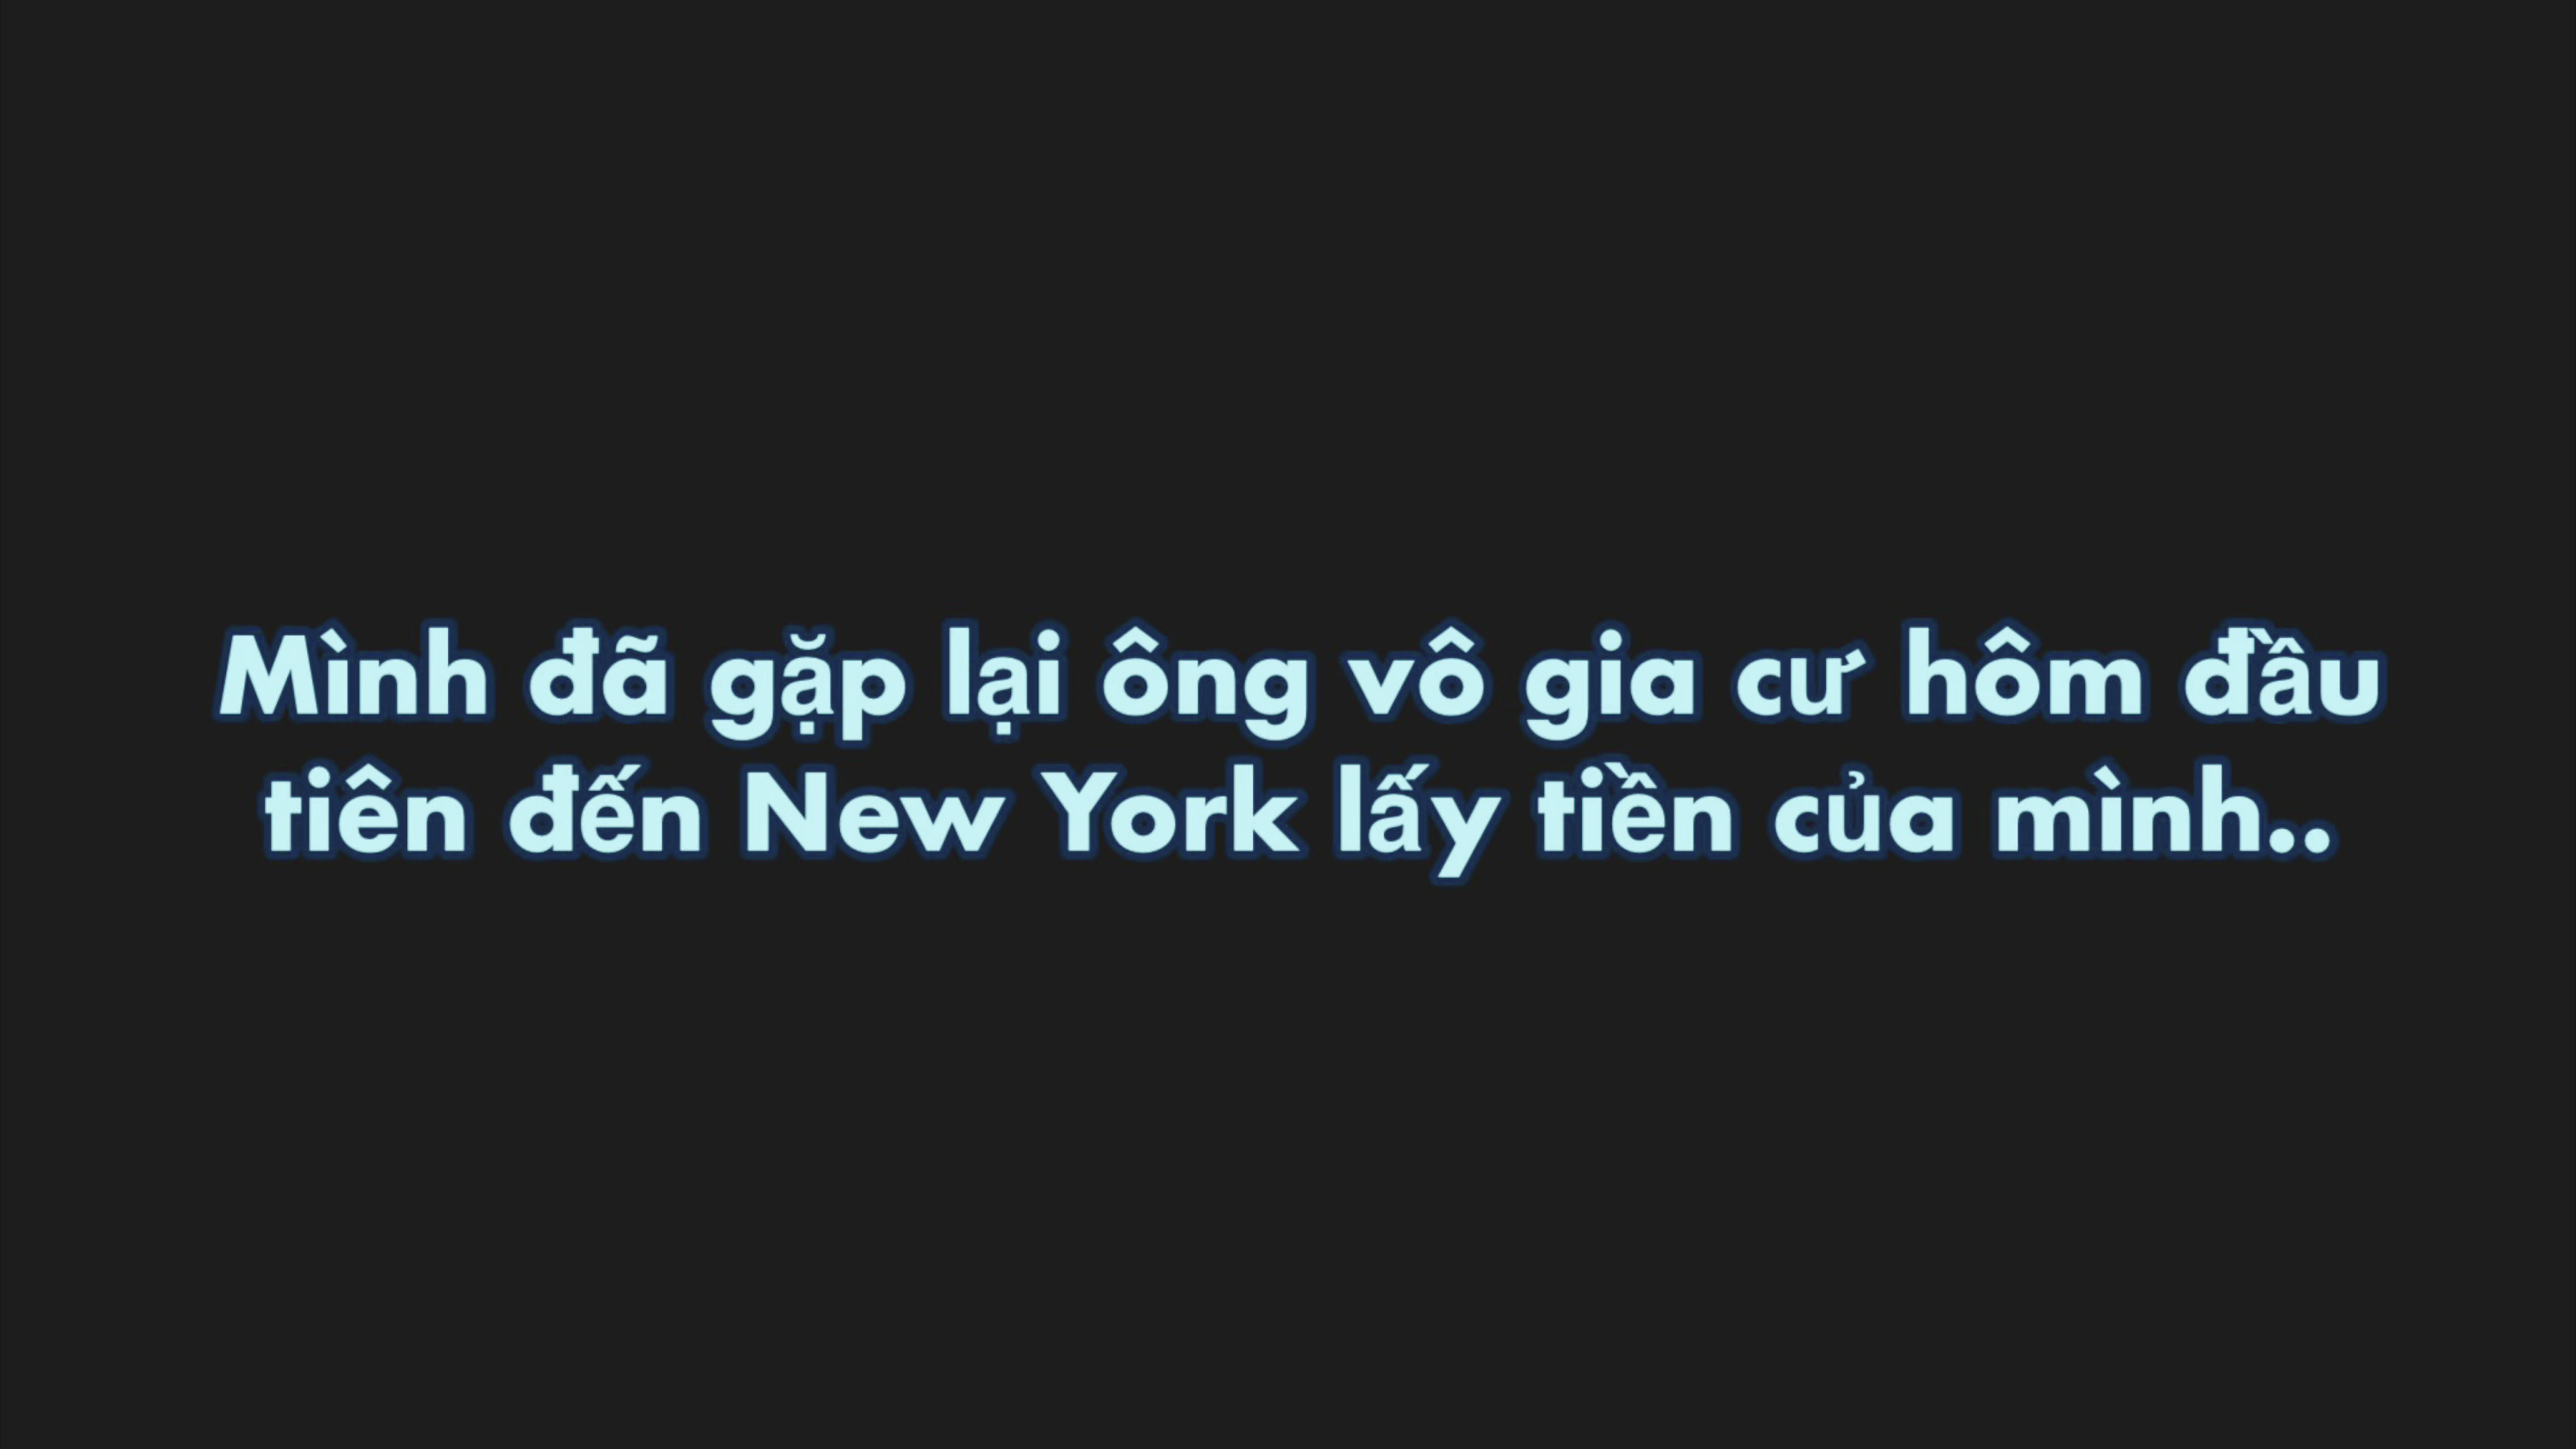 Mình đã gặp lại ông vô gia cư hôm đầu
tiên đến New York lấy tiền của mình..